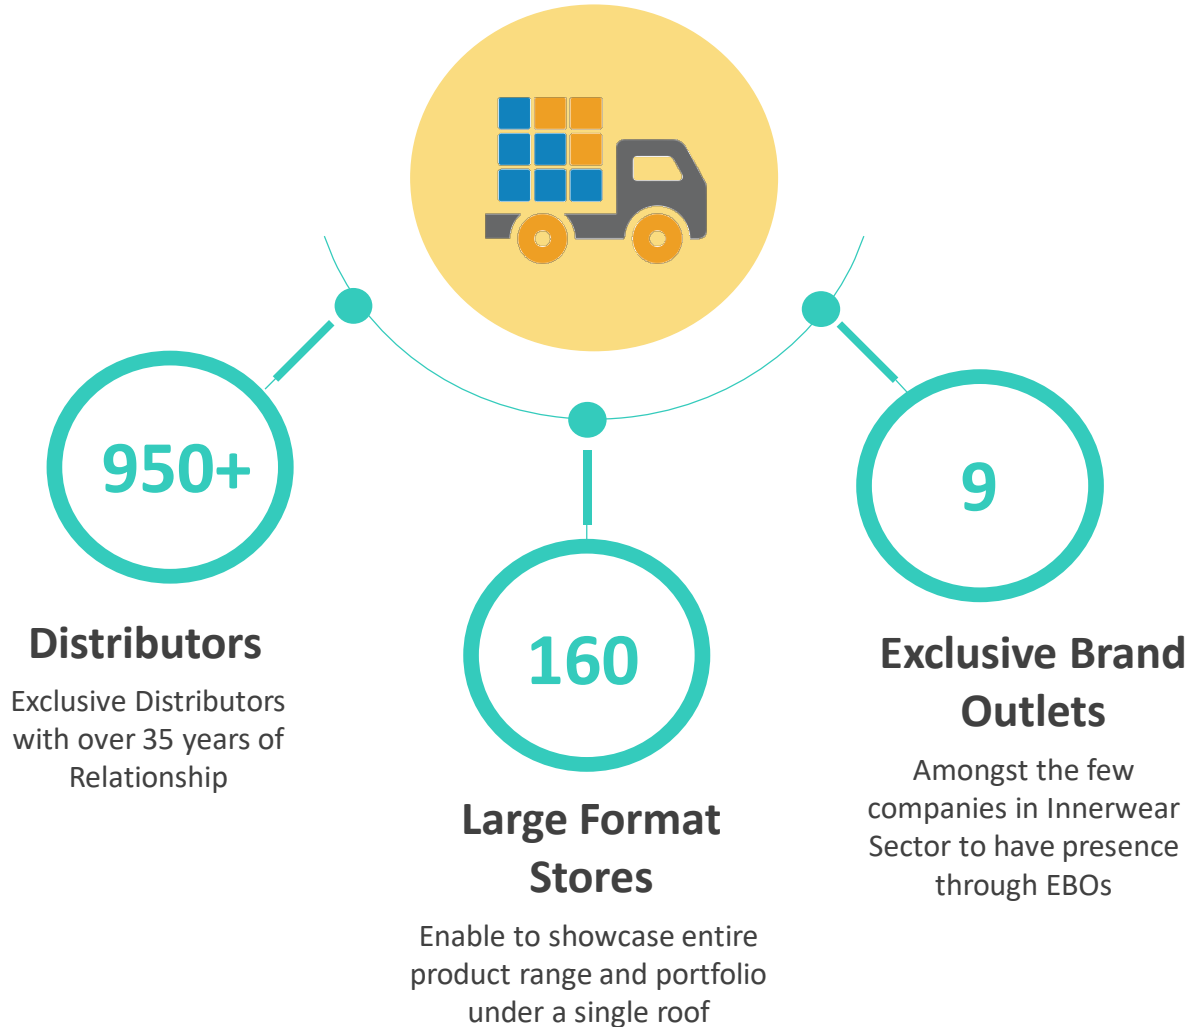 950+
Distributors
Exclusive Distributors
with over 35 years of
Relationship
160
Large Format
Stores
Enable to showcase entire
product range and portfolio
under a single roof
9
Exclusive Brand
Outlets
Amongst the few
companies in Innerwear
Sector to have presence
through EBOs